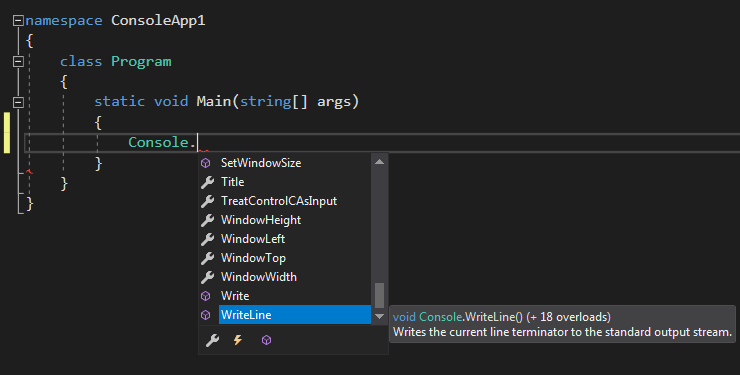 namespace ConsoleApp1
{
class Program
{
static void Main(string[] args)
{
Console.
}
}
}
SetWindowSize
Title
TreatControlCAsInput
WindowHeight
WindowLeft
WindowTop
WindowWidth
Write
WriteLine
void Console.WriteLine() (+ 18 overloads)
Writes the current line terminator to the standard output stream.